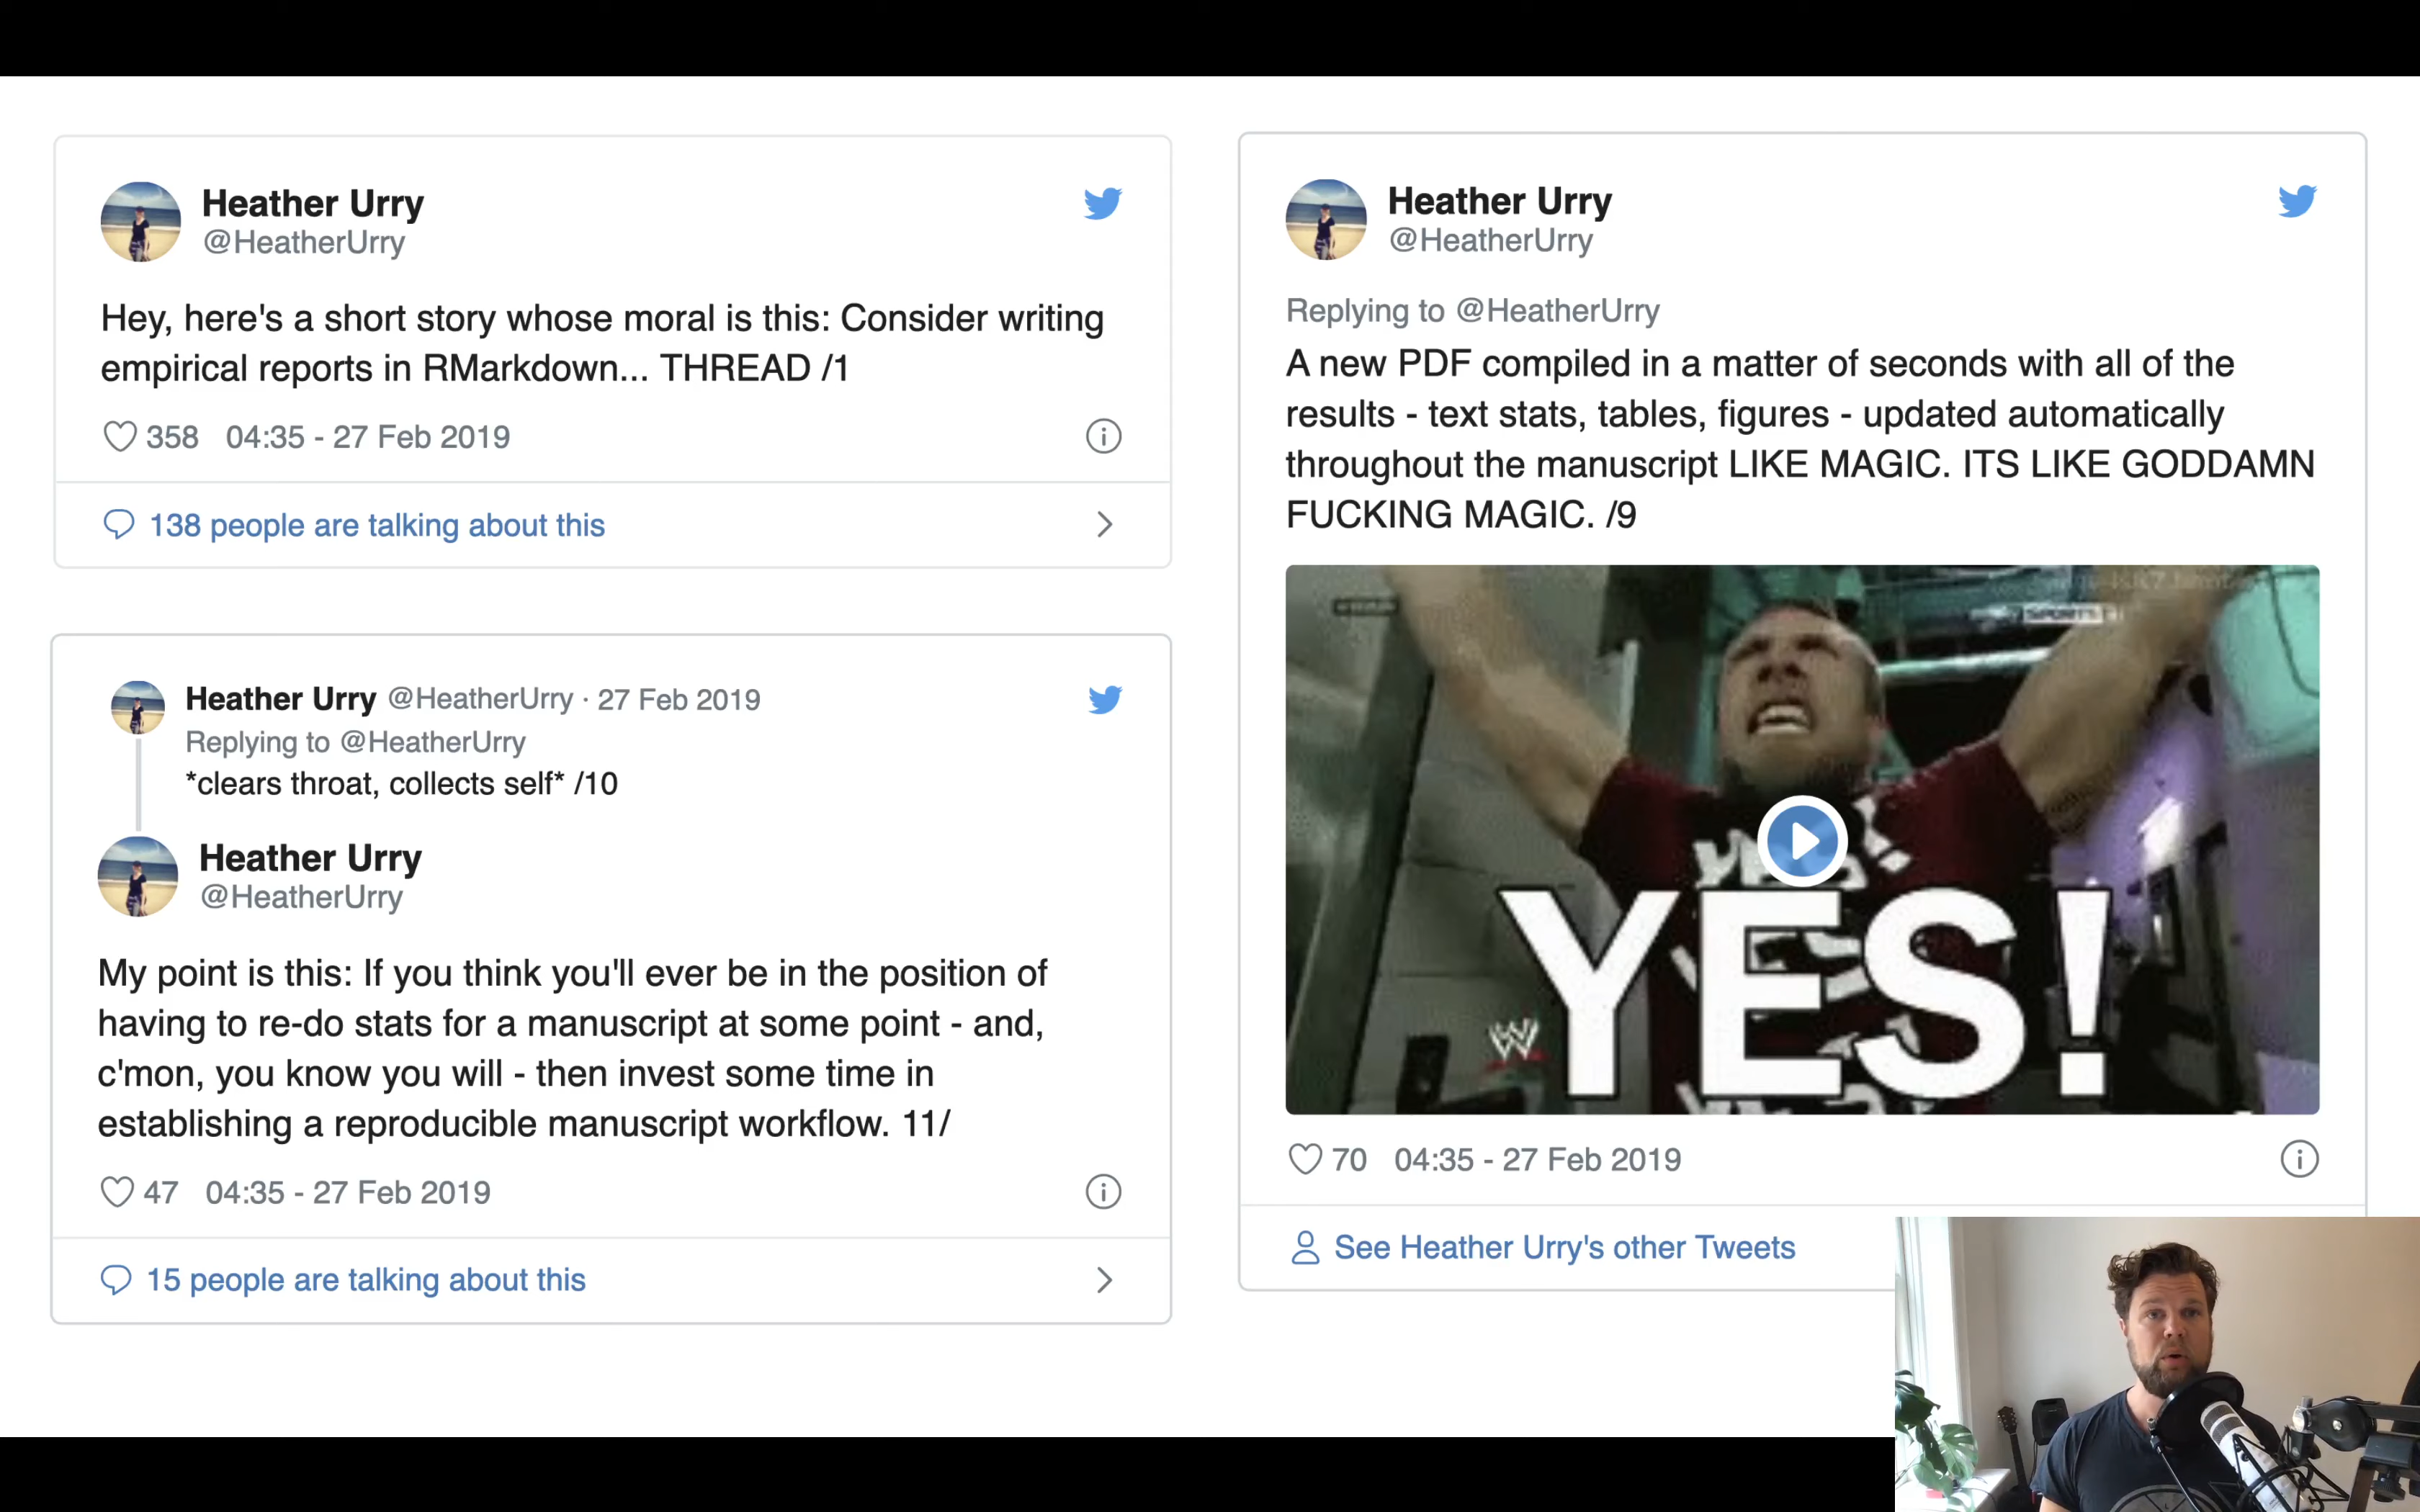 Heather Urry
@HeatherUrry
Hey, here's a short story whose moral is this: Consider writing
empirical reports in RMarkdown... THREAD /1
358 04:35 - 27 Feb 2019
138 people are talking about this
Heather Urry @HeatherUrry · 27 Feb 2019
Replying to @HeatherUrry
*clears throat, collects self* /10
Heather Urry
@HeatherUrry
My point is this: If you think you'll ever be in the position of
having to re-do stats for a manuscript at some point - and,
c'mon, you know you will - then invest some time in
establishing a reproducible manuscript workflow. 11/
47 04:35 - 27 Feb 2019
15 people are talking about this
Heather Urry
@HeatherUrry
Replying to @HeatherUrry
A new PDF compiled in a matter of seconds with all of the
results - text stats, tables, figures - updated automatically
throughout the manuscript LIKE MAGIC. ITS LIKE GODDAMN
FUCKING MAGIC. /9
SPORTS
YES!
W
70 04:35 - 27 Feb 2019
See Heather Urry's other Tweets